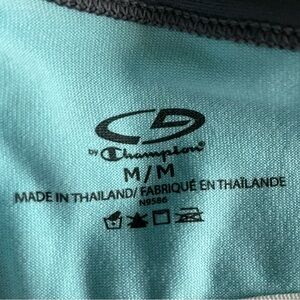 BY Champion
M/M
MADE IN THAILAND/ FABRIQUÉ EN THAÏLANDE
N9586